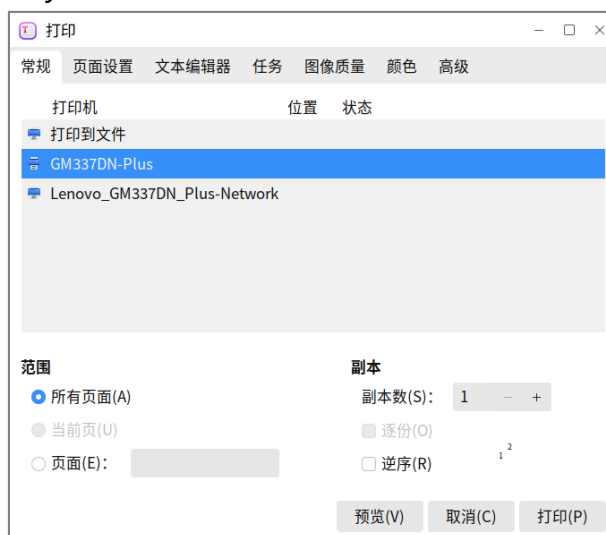 打印
常规 页面设置 文本编辑器 任务 图像质量 颜色 高级
打印机 位置 状态
打印到文件
GM337DN-Plus
Lenovo_GM337DN_Plus-Network
范围 副本
所有页面(A) 副本数(S)： 1 − +
当前页(U) 逐份(O)
页面(E)： 逆序(R) 1 2
预览(V) 取消(C) 打印(P)